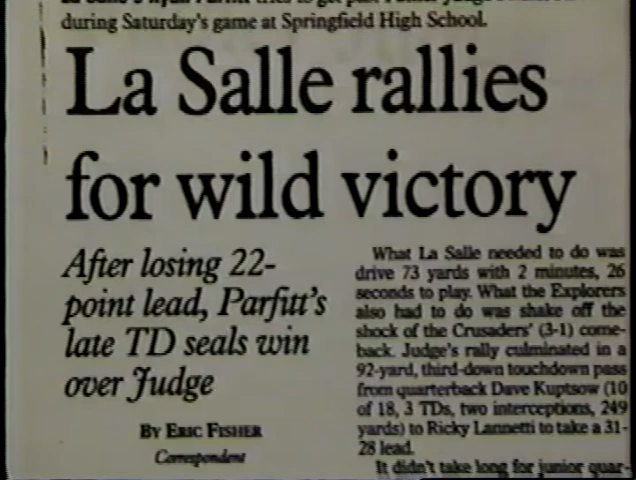 during Saturday's game at Springfield High School.
La Salle rallies
for wild victory
After losing 22-
point lead, Parfitt's
late TD seals win
over Judge
BY ERIC FISHER
Correspondent
What La Salle needed to do was
drive 73 yards with 2 minutes, 26
seconds to play. What the Explorers
also had to do was shake off the
shock of the Crusaders' (3-1) come-
back. Judge's rally culminated in a
92-yard, third-down touchdown pass
from quarterback Dave Kuptsow (10
of 18, 3 TDs, two interceptions, 249
yards) to Ricky Lannetti to take a 31-
28 lead.
It didn't take long for junior quar-